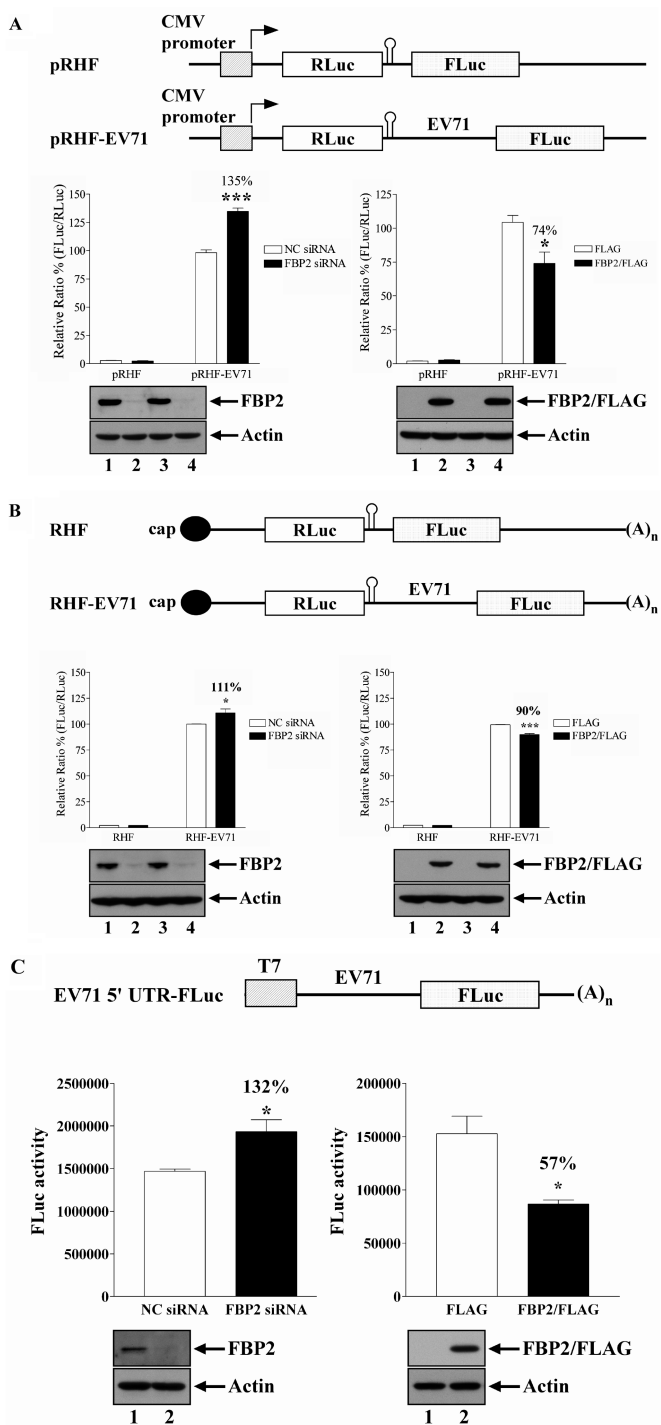 A
CMV promoter
pRHF
RLuc
FLuc
CMV promoter
pRHF-EV71
RLuc
EV71
FLuc
Relative Ratio % (FLuc/RLuc)
150
125
100
75
50
25
0
135%
***
NC siRNA
FBP2 siRNA
pRHF
pRHF-EV71
FBP2
Actin
1 2 3 4
Relative Ratio % (FLuc/RLuc)
125
100
75
50
25
0
74%
*
FLAG
FBP2/FLAG
pRHF
pRHF-EV71
FBP2/FLAG
Actin
1 2 3 4
B
RHF
cap
RLuc
FLuc
(A)n
RHF-EV71
cap
RLuc
EV71
FLuc
(A)n
Relative Ratio % (FLuc/RLuc)
150
125
100
75
50
25
0
111%
*
NC siRNA
FBP2 siRNA
RHF
RHF-EV71
FBP2
Actin
1 2 3 4
Relative Ratio % (FLuc/RLuc)
150
125
100
75
50
25
0
90%
***
FLAG
FBP2/FLAG
RHF
RHF-EV71
FBP2/FLAG
Actin
1 2 3 4
C
T7
EV71 5' UTR-FLuc
EV71
FLuc
(A)n
FLuc activity
2500000
2000000
1500000
1000000
500000
0
132%
*
NC siRNA
FBP2 siRNA
FBP2
Actin
1 2
FLuc activity
200000
150000
100000
50000
0
57%
*
FLAG
FBP2/FLAG
FBP2/FLAG
Actin
1 2